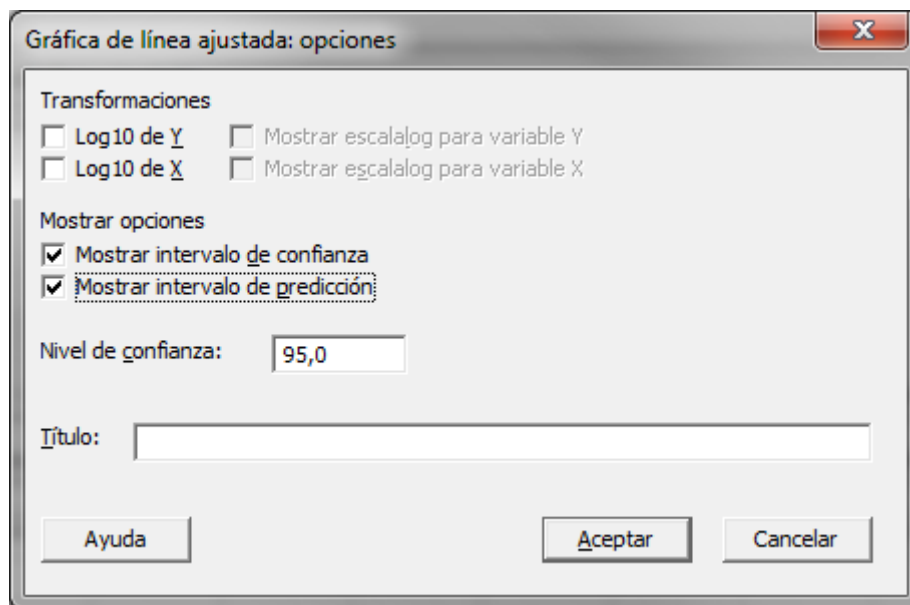 Gráfica de línea ajustada: opciones
Transformaciones
Log10 de Y Mostrar escalalog para variable Y
Log10 de X Mostrar escalalog para variable X
Mostrar opciones
Mostrar intervalo de confianza
Mostrar intervalo de predicción
Nivel de confianza: 95,0
Título:
Ayuda Aceptar Cancelar